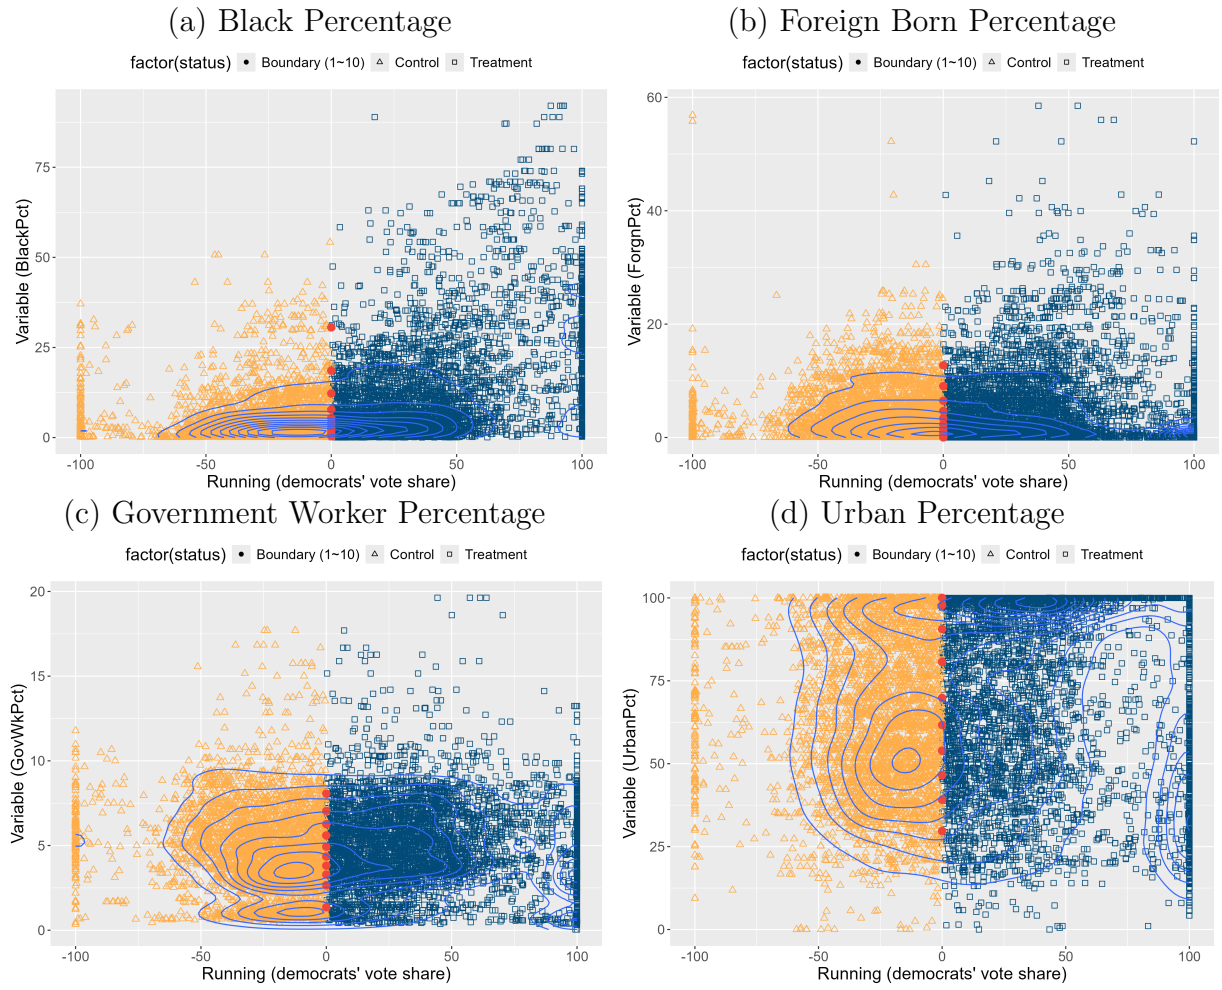 (a) Black Percentage
factor(status) Boundary (1~10) Control Treatment
Variable (BlackPct)
75
50
25
0
-100 -50 0 50 100
Running (democrats' vote share)
(b) Foreign Born Percentage
factor(status) Boundary (1~10) Control Treatment
Variable (ForgnPct)
60
40
20
0
-100 -50 0 50 100
Running (democrats' vote share)
(c) Government Worker Percentage
factor(status) Boundary (1~10) Control Treatment
Variable (GovWkPct)
20
15
10
5
0
-100 -50 0 50 100
Running (democrats' vote share)
(d) Urban Percentage
factor(status) Boundary (1~10) Control Treatment
Variable (UrbanPct)
100
75
50
25
0
-100 -50 0 50 100
Running (democrats' vote share)